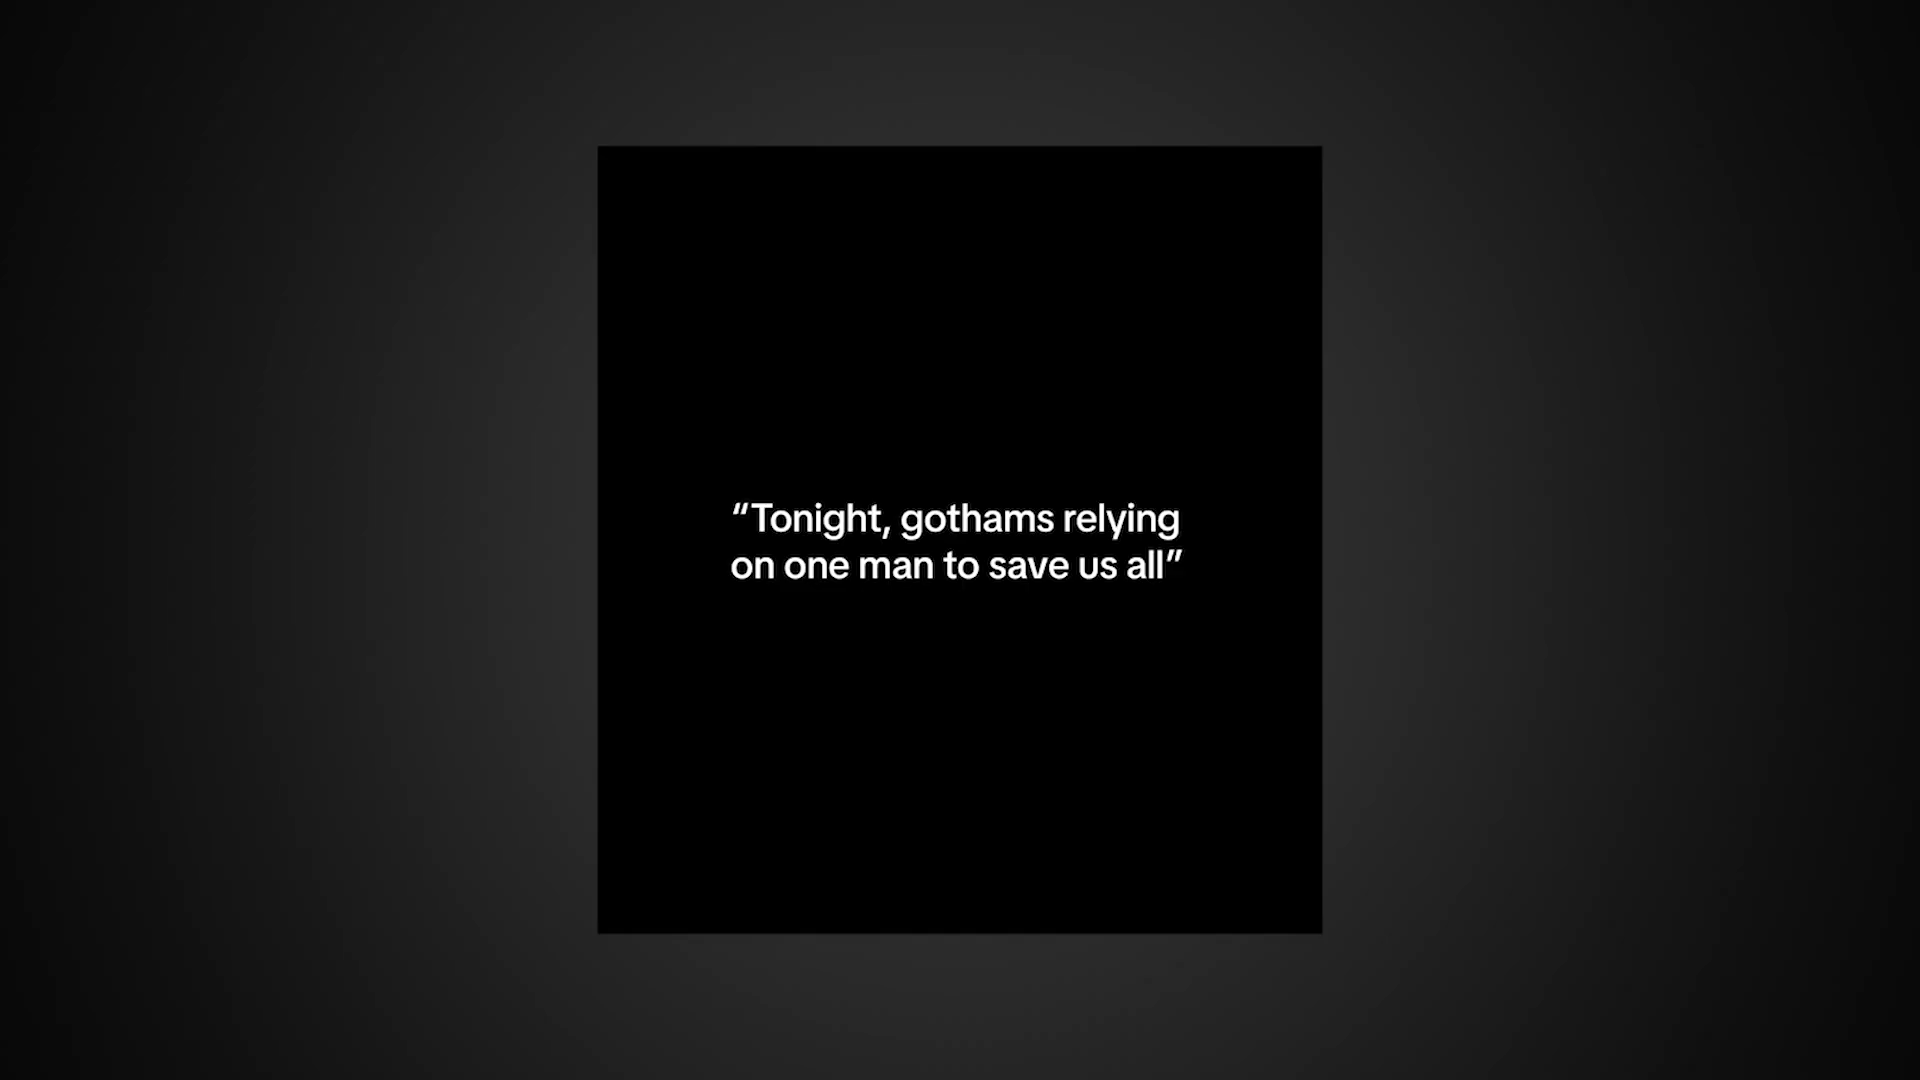 “Tonight, gothams relying
on one man to save us all”